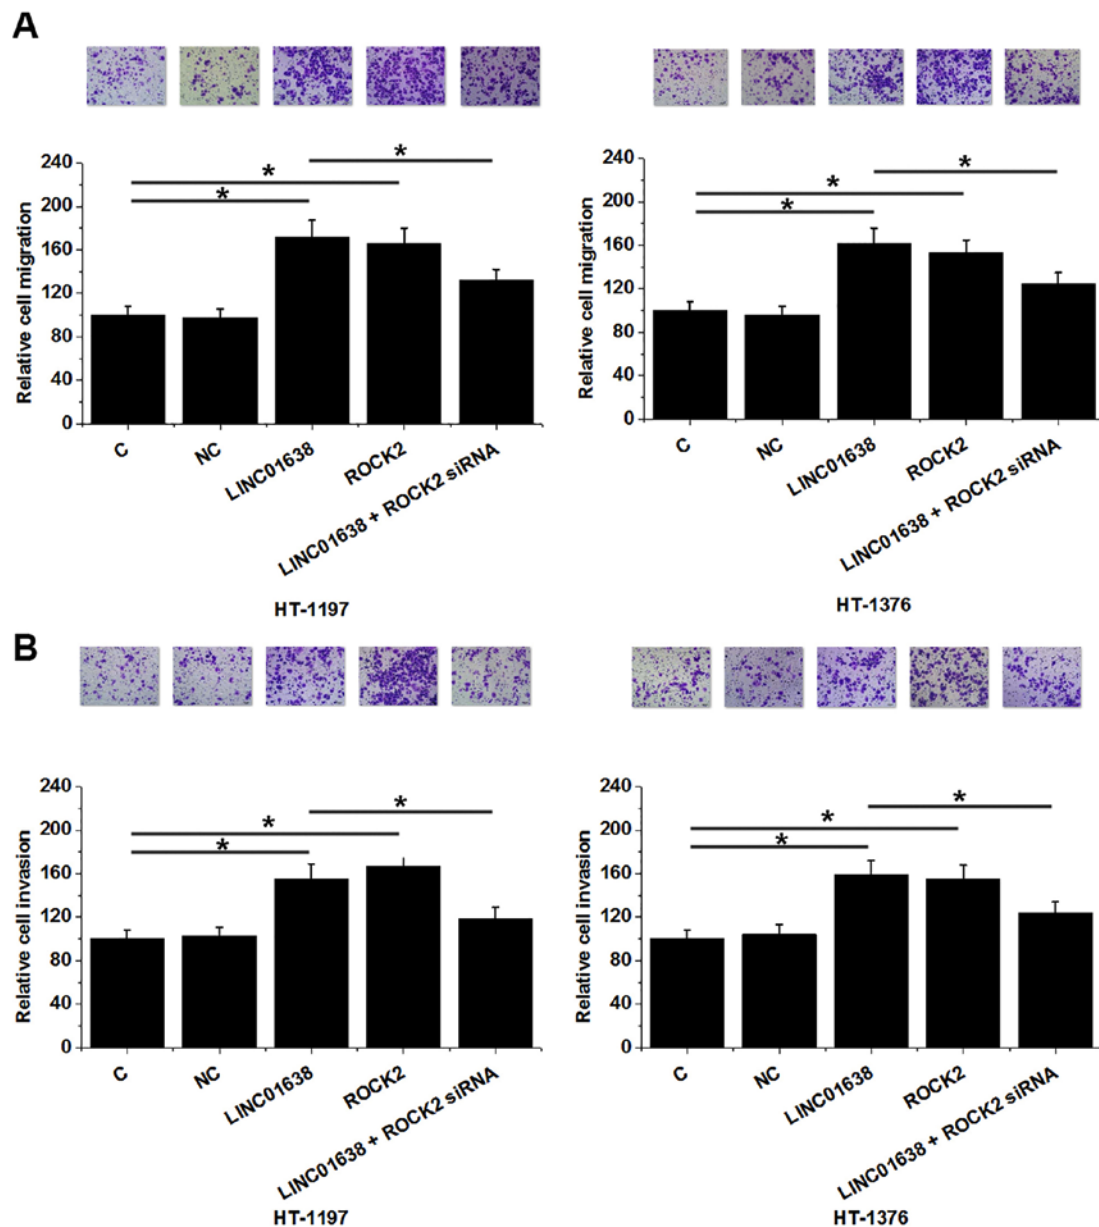 A
Relative cell migration
240
200
160
120
80
40
0
*
*
*
C
NC
LINC01638
ROCK2
LINC01638 + ROCK2 siRNA
HT-1197
Relative cell migration
240
200
160
120
80
40
0
*
*
*
C
NC
LINC01638
ROCK2
LINC01638 + ROCK2 siRNA
HT-1376
B
Relative cell invasion
240
200
160
120
80
40
0
*
*
*
C
NC
LINC01638
ROCK2
LINC01638 + ROCK2 siRNA
HT-1197
Relative cell invasion
240
200
160
120
80
40
0
*
*
*
C
NC
LINC01638
ROCK2
LINC01638 + ROCK2 siRNA
HT-1376